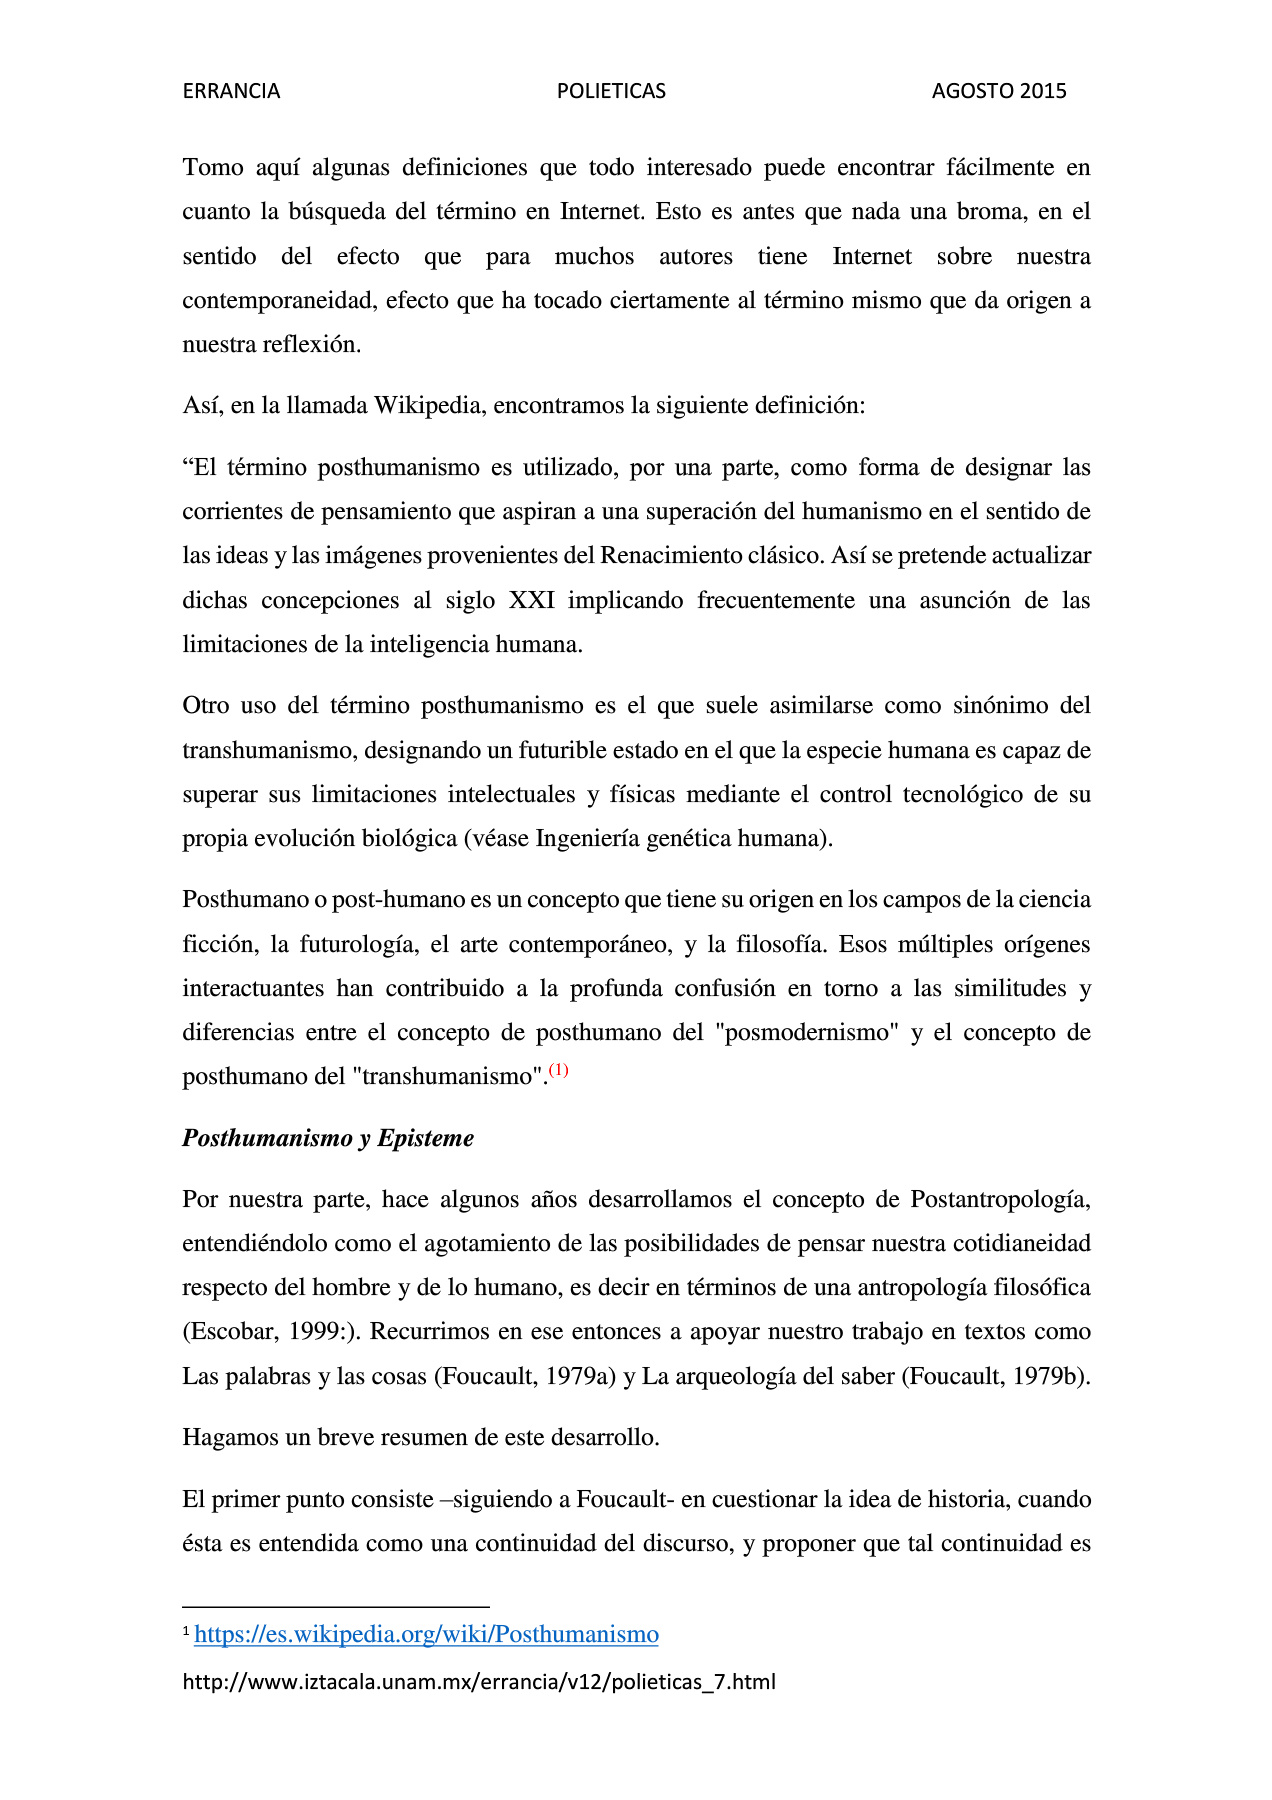 ERRANCIA POLIETICAS AGOSTO 2015
Tomo aquí algunas definiciones que todo interesado puede encontrar fácilmente en
cuanto la búsqueda del término en Internet. Esto es antes que nada una broma, en el
sentido del efecto que para muchos autores tiene Internet sobre nuestra
contemporaneidad, efecto que ha tocado ciertamente al término mismo que da origen a
nuestra reflexión.
Así, en la llamada Wikipedia, encontramos la siguiente definición:
“El término posthumanismo es utilizado, por una parte, como forma de designar las
corrientes de pensamiento que aspiran a una superación del humanismo en el sentido de
las ideas y las imágenes provenientes del Renacimiento clásico. Así se pretende actualizar
dichas concepciones al siglo XXI implicando frecuentemente una asunción de las
limitaciones de la inteligencia humana.
Otro uso del término posthumanismo es el que suele asimilarse como sinónimo del
transhumanismo, designando un futurible estado en el que la especie humana es capaz de
superar sus limitaciones intelectuales y físicas mediante el control tecnológico de su
propia evolución biológica (véase Ingeniería genética humana).
Posthumano o post-humano es un concepto que tiene su origen en los campos de la ciencia
ficción, la futurología, el arte contemporáneo, y la filosofía. Esos múltiples orígenes
interactuantes han contribuido a la profunda confusión en torno a las similitudes y
diferencias entre el concepto de posthumano del "posmodernismo" y el concepto de
posthumano del "transhumanismo".(1)
Posthumanismo y Episteme
Por nuestra parte, hace algunos años desarrollamos el concepto de Postantropología,
entendiéndolo como el agotamiento de las posibilidades de pensar nuestra cotidianeidad
respecto del hombre y de lo humano, es decir en términos de una antropología filosófica
(Escobar, 1999:). Recurrimos en ese entonces a apoyar nuestro trabajo en textos como
Las palabras y las cosas (Foucault, 1979a) y La arqueología del saber (Foucault, 1979b).
Hagamos un breve resumen de este desarrollo.
El primer punto consiste –siguiendo a Foucault- en cuestionar la idea de historia, cuando
ésta es entendida como una continuidad del discurso, y proponer que tal continuidad es
1 https://es.wikipedia.org/wiki/Posthumanismo
http://www.iztacala.unam.mx/errancia/v12/polieticas_7.html